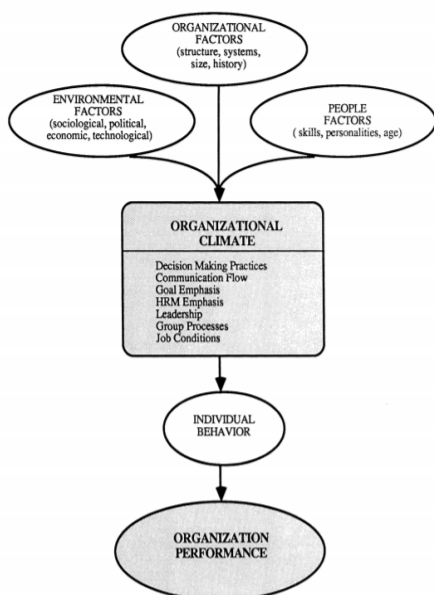 ORGANIZATIONAL
FACTORS
(structure, systems,
size, history)
ENVIRONMENTAL
FACTORS
(sociological, political,
economic, technological)
PEOPLE
FACTORS
( skills, personalities, age)
ORGANIZATIONAL
CLIMATE
Decision Making Practices
Communication Flow
Goal Emphasis
HRM Emphasis
Leadership
Group Processes
Job Conditions
INDIVIDUAL
BEHAVIOR
ORGANIZATION
PERFORMANCE